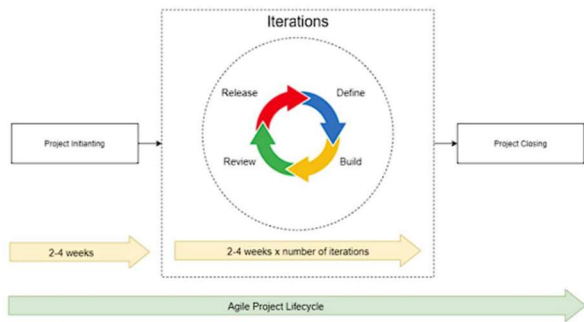 Iterations
Release
Define
Project Initianting
Project Closing
Review
Build
2-4 weeks
2-4 weeks x number of iterations
Agile Project Lifecycle